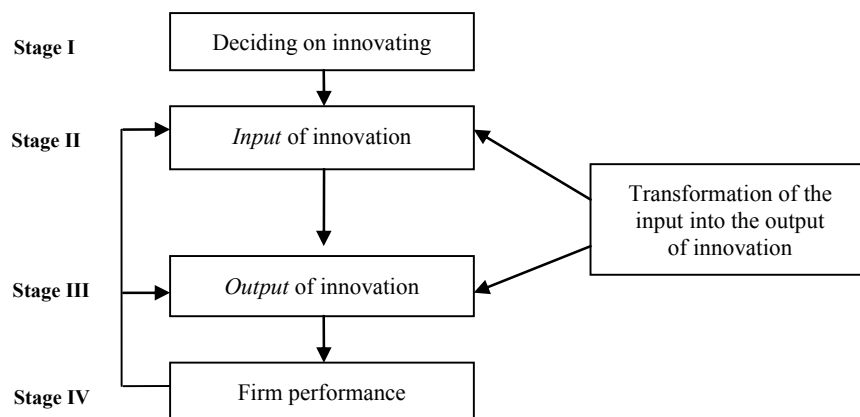 Stage I
Deciding on innovating
Stage II
Input of innovation
Transformation of the
input into the output
of innovation
Stage III
Output of innovation
Stage IV
Firm performance